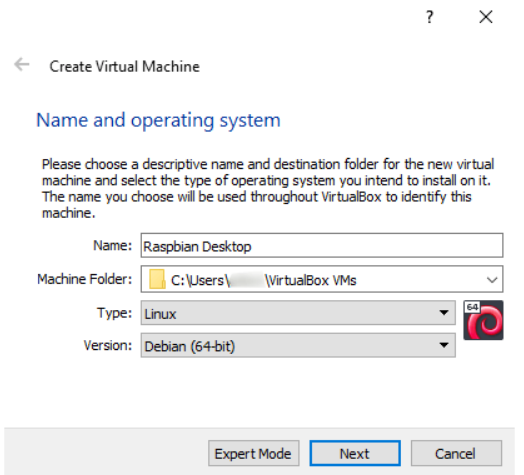 ?
Create Virtual Machine
Name and operating system
Please choose a descriptive name and destination folder for the new virtual
machine and select the type of operating system you intend to install on it.
The name you choose will be used throughout VirtualBox to identify this
machine.
Name: Raspbian Desktop
Machine Folder: C:\Users\ \VirtualBox VMs
Type: Linux
64
Version: Debian (64-bit)
Expert Mode Next Cancel